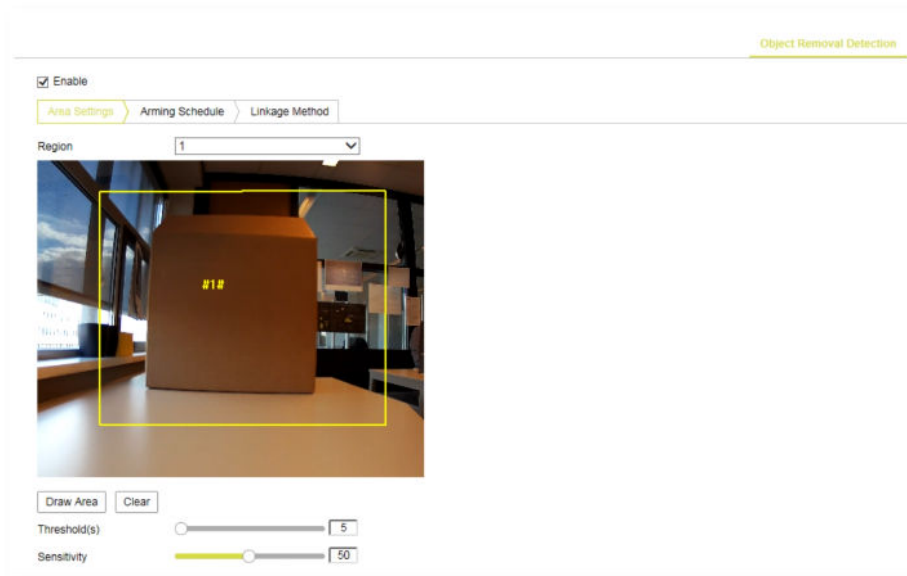 Object Removal Detection
Enable
Area Settings
Arming Schedule
Linkage Method
Region
1
#1#
Draw Area
Clear
Threshold(s)
5
Sensitivity
50